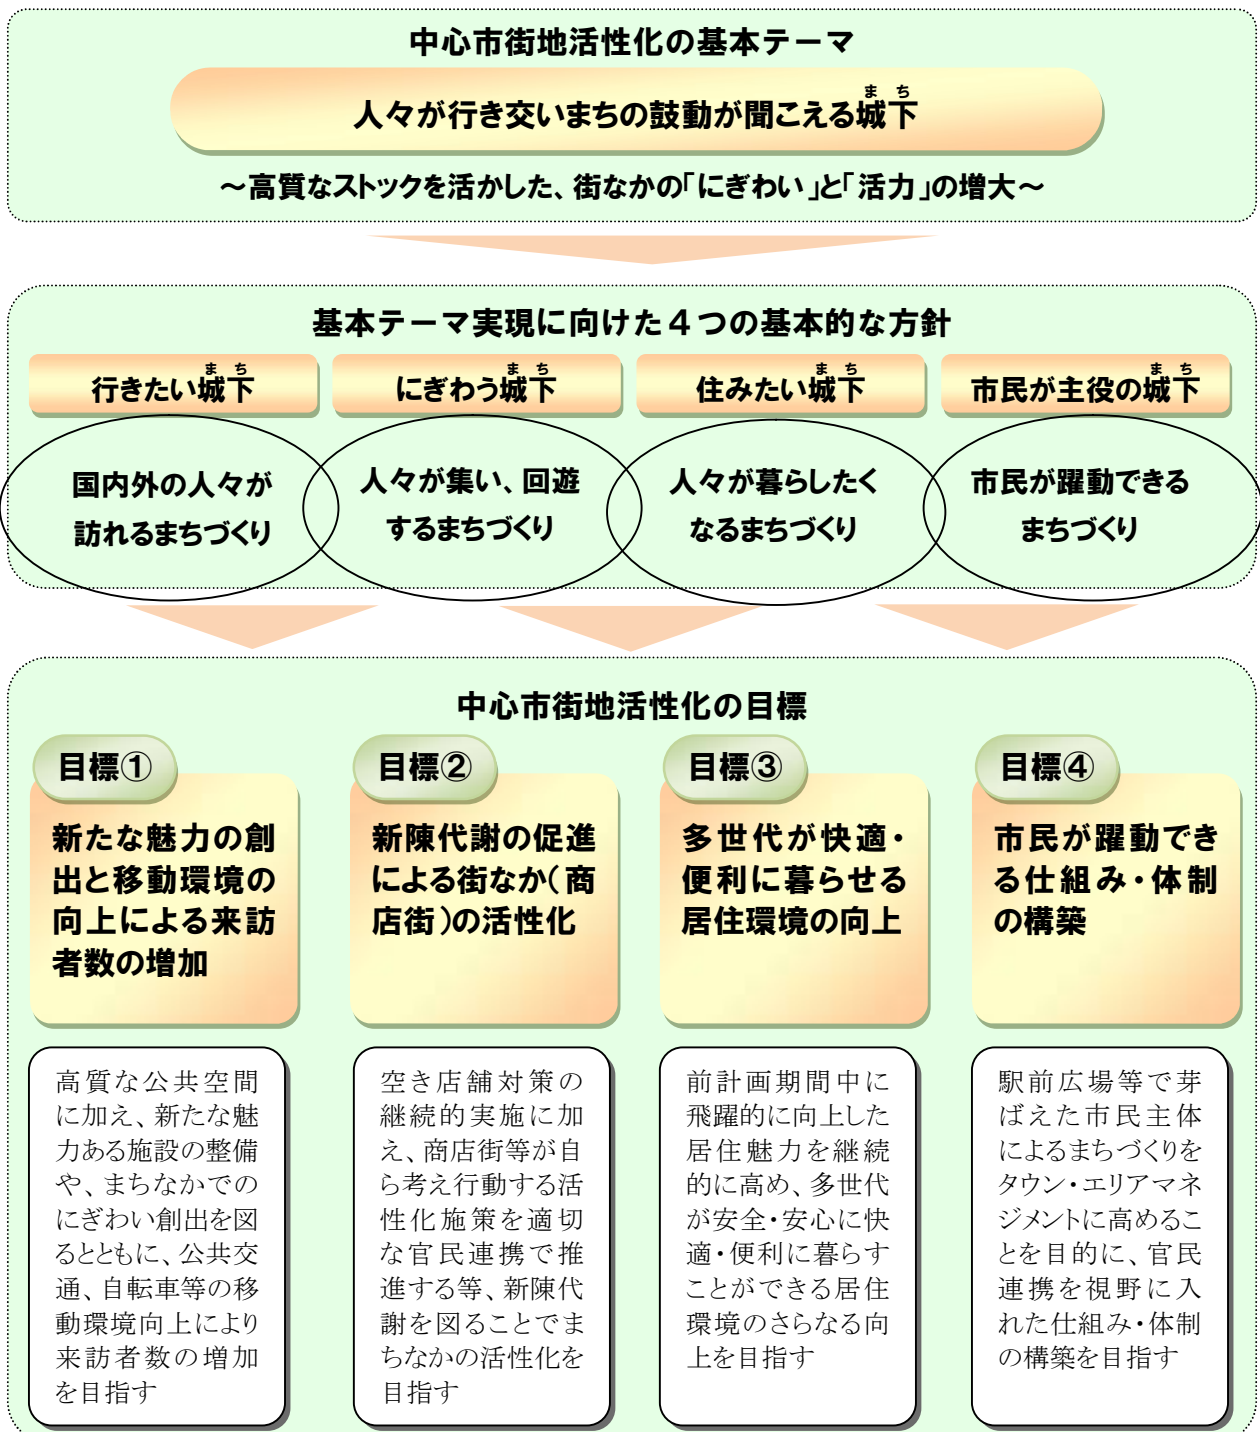 中心市街地活性化の基本テーマ
まち
人々が行き交いまちの鼓動が聞こえる城下
～高質なストックを活かした、街なかの「にぎわい」と「活力」の増大～
基本テーマ実現に向けた４つの基本的な方針
まち
行きたい城下
まち
にぎわう城下
まち
住みたい城下
まち
市民が主役の城下
国内外の人々が
訪れるまちづくり
人々が集い、回遊
するまちづくり
人々が暮らしたく
なるまちづくり
市民が躍動できる
まちづくり
中心市街地活性化の目標
目標①
新たな魅力の創
出と移動環境の
向上による来訪
者数の増加
高質な公共空間
に加え、新たな魅
力ある施設の整備
や、まちなかでの
にぎわい創出を図
るとともに、公共交
通、自転車等の移
動環境向上により
来訪者数の増加
を目指す
目標②
新陳代謝の促進
による街なか（商
店街）の活性化
空き店舗対策の
継続的実施に加
え、商店街等が自
ら考え行動する活
性化施策を適切
な官民連携で推
進する等、新陳代
謝を図ることでま
ちなかの活性化を
目指す
目標③
多世代が快適・
便利に暮らせる
居住環境の向上
前計画期間中に
飛躍的に向上した
居住魅力を継続
的に高め、多世代
が安全・安心に快
適・便利に暮らす
ことができる居住
環境のさらなる向
上を目指す
目標④
市民が躍動でき
る仕組み・体制
の構築
駅前広場等で芽
ばえた市民主体
によるまちづくりを
タウン・エリアマネ
ジメントに高めるこ
とを目的に、官民
連携を視野に入
れた仕組み・体制
の構築を目指す